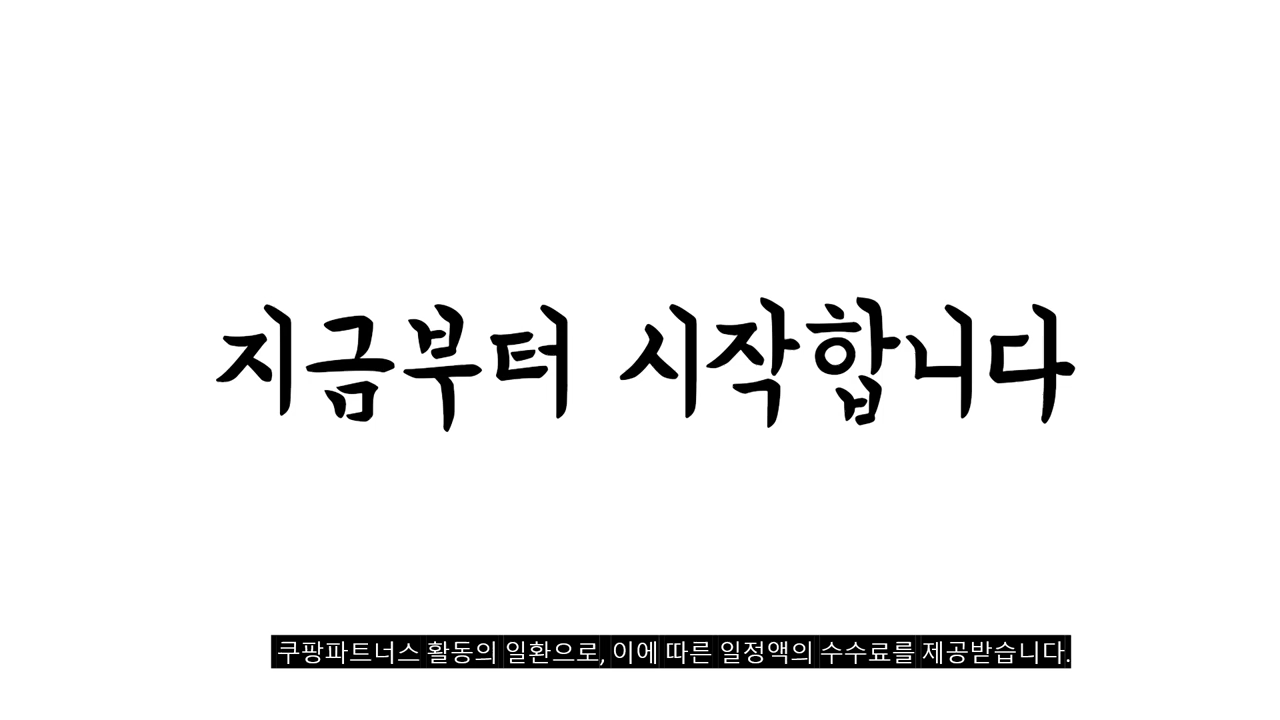 지금부터 시작합니다
쿠팡파트너스 활동의 일환으로, 이에 따른 일정액의 수수료를 제공받습니다.